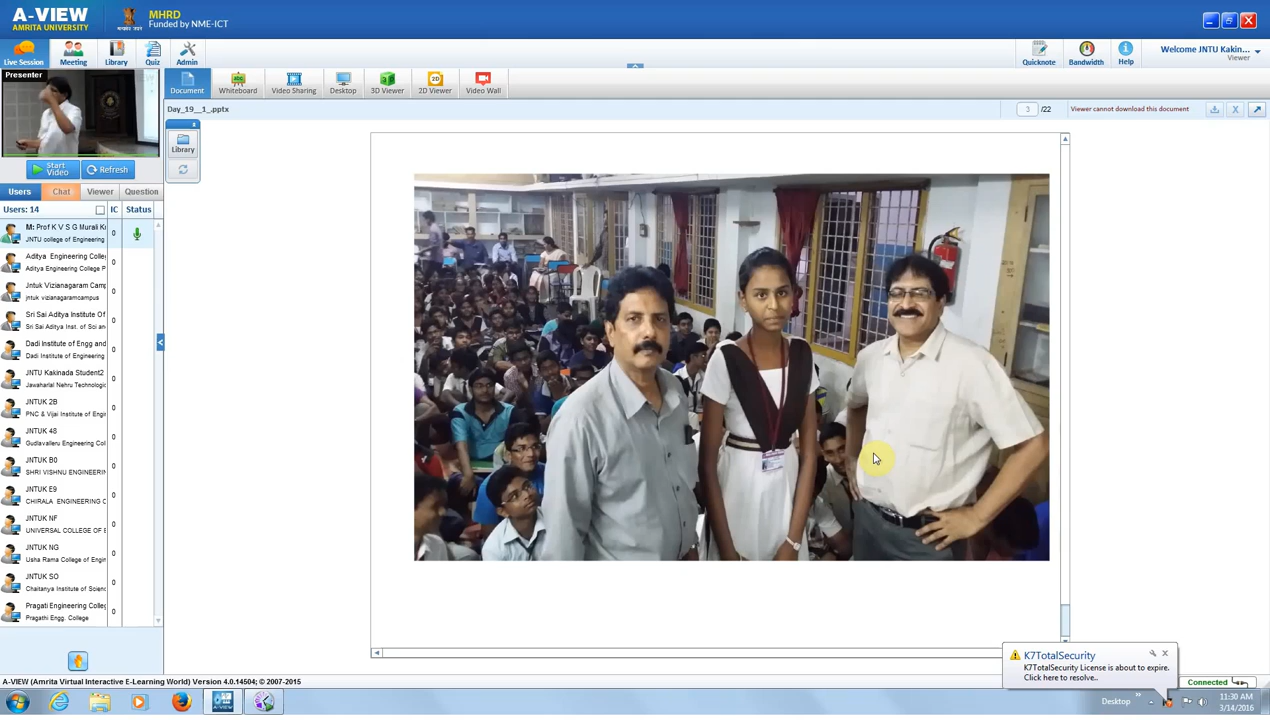 A-VIEW
AMRITA UNIVERSITY
MHRD
Funded by NME-ICT
Live Session
Meeting
Library
Quiz
Admin
Quicknote
Bandwidth
Help
Welcome JNTU Kakin...
Viewer
Presenter
Document
Whiteboard
Video Sharing
Desktop
3D Viewer
2D
2D Viewer
Video Wall
Day_19__1_.pptx
3 /22
Viewer cannot download this document
Library
Start Video
Refresh
Users
Chat
Viewer
Question
Users: 14
IC
Status
M: Prof K V S G Murali K
JNTU college of Engineering
0
Aditya Engineering Colle
Aditya Engineering College P
0
Jntuk Vizianagaram Camp
jntuk vizianagaramcampus
0
Sri Sai Aditya Institute Of
Sri Sai Aditya Inst. of Sci an
0
Dadi Institute of Engg and
Dadi Institute of Engineering
0
JNTU Kakinada Student2
Jawaharlal Nehru Technologic
0
JNTUK 2B
PNC & Vijai Institute of Engi
0
JNTUK 48
Gudlavalleru Engineering Col
0
JNTUK B0
SHRI VISHNU ENGINEERIN
0
JNTUK E9
CHIRALA ENGINEERING C
0
JNTUK NF
UNIVERSAL COLLEGE OF E
0
JNTUK NG
Usha Rama College of Engin
0
JNTUK SO
Chaitanya Institute of Scienc
0
Pragati Engineering Colleg
Pragathi Engg. College
0
K7TotalSecurity
K7TotalSecurity License is about to expire.
Click here to resolve..
A-VIEW (Amrita Virtual Interactive E-Learning World) Version 4.0.14504; © 2007-2015
Connected
Desktop
11:30 AM
3/14/2016